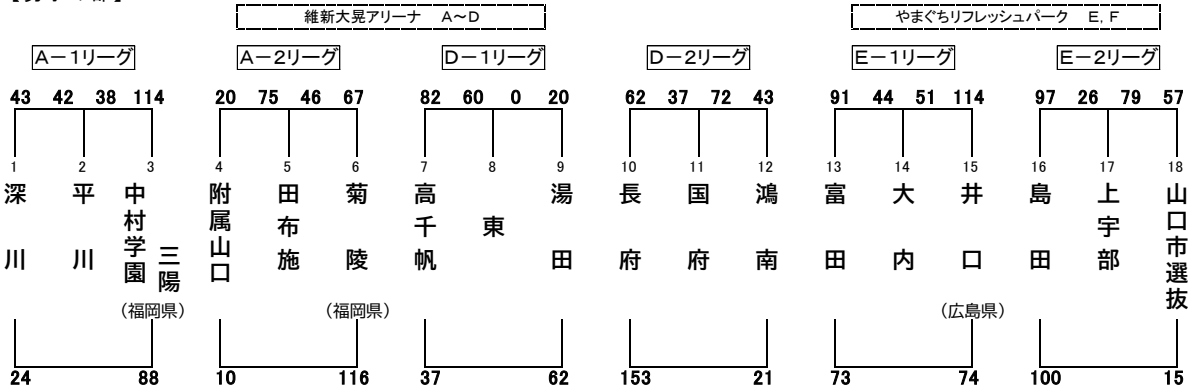 維新大晃アリーナ A~D
やまぐちリフレッシュパーク E, F
A-1リーグ
A-2リーグ
D-1リーグ
D-2リーグ
E-1リーグ
E-2リーグ
43 42 38 114
20 75 46 67
82 60 0 20
62 37 72 43
91 44 51 114
97 26 79 57
1 2 3
4 5 6
7 8 9
10 11 12
13 14 15
16 17 18
深川
平川
中村学園三陽
(福岡県)
附属山口
田布施
菊陵
(福岡県)
高千帆
東
湯田
長府
国府
鴻南
富田
大内
井口
(広島県)
島田
上宇部
山口市選抜
24 88
10 116
37 62
153 21
73 74
100 15